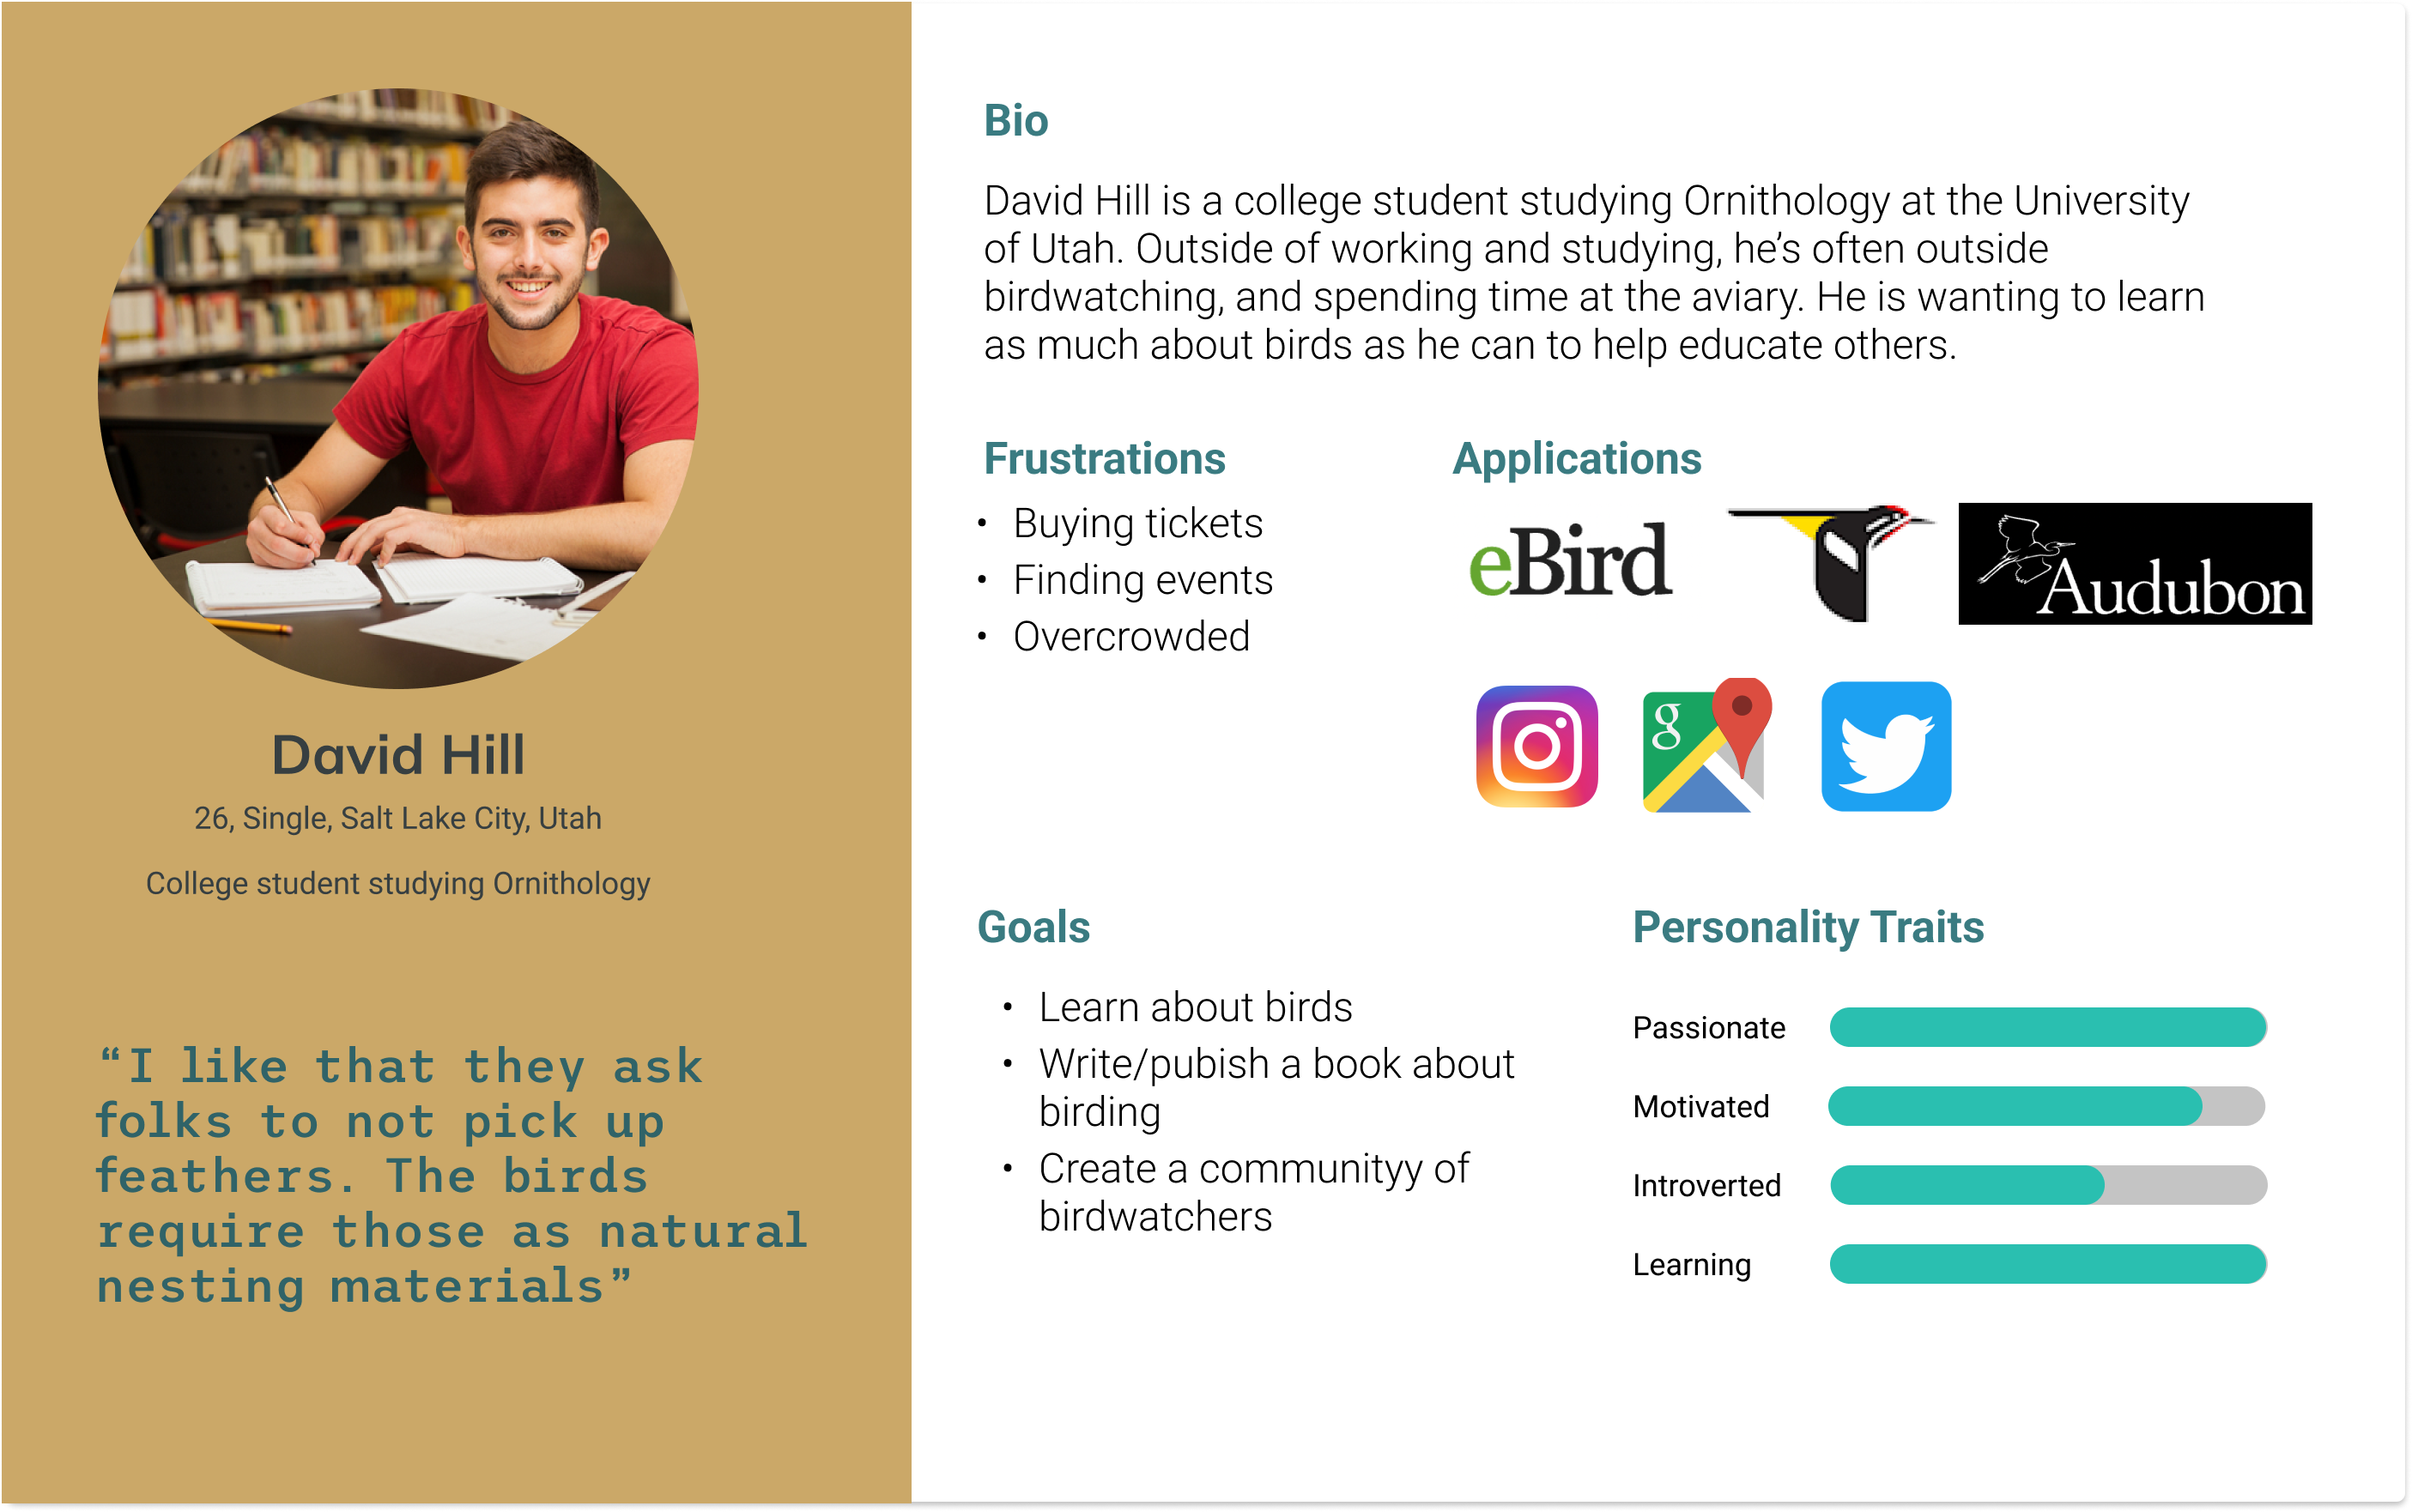 David Hill
26, Single, Salt Lake City, Utah
College student studying Ornithology
“I like that they ask
folks to not pick up
feathers. The birds
require those as natural
nesting materials”
Bio
David Hill is a college student studying Ornithology at the University
of Utah. Outside of working and studying, he’s often outside
birdwatching, and spending time at the aviary. He is wanting to learn
as much about birds as he can to help educate others.
Frustrations
• Buying tickets
• Finding events
• Overcrowded
Applications
eBird
Audubon
g
Goals
• Learn about birds
• Write/pubish a book about
birding
• Create a communityy of
birdwatchers
Personality Traits
Passionate
Motivated
Introverted
Learning